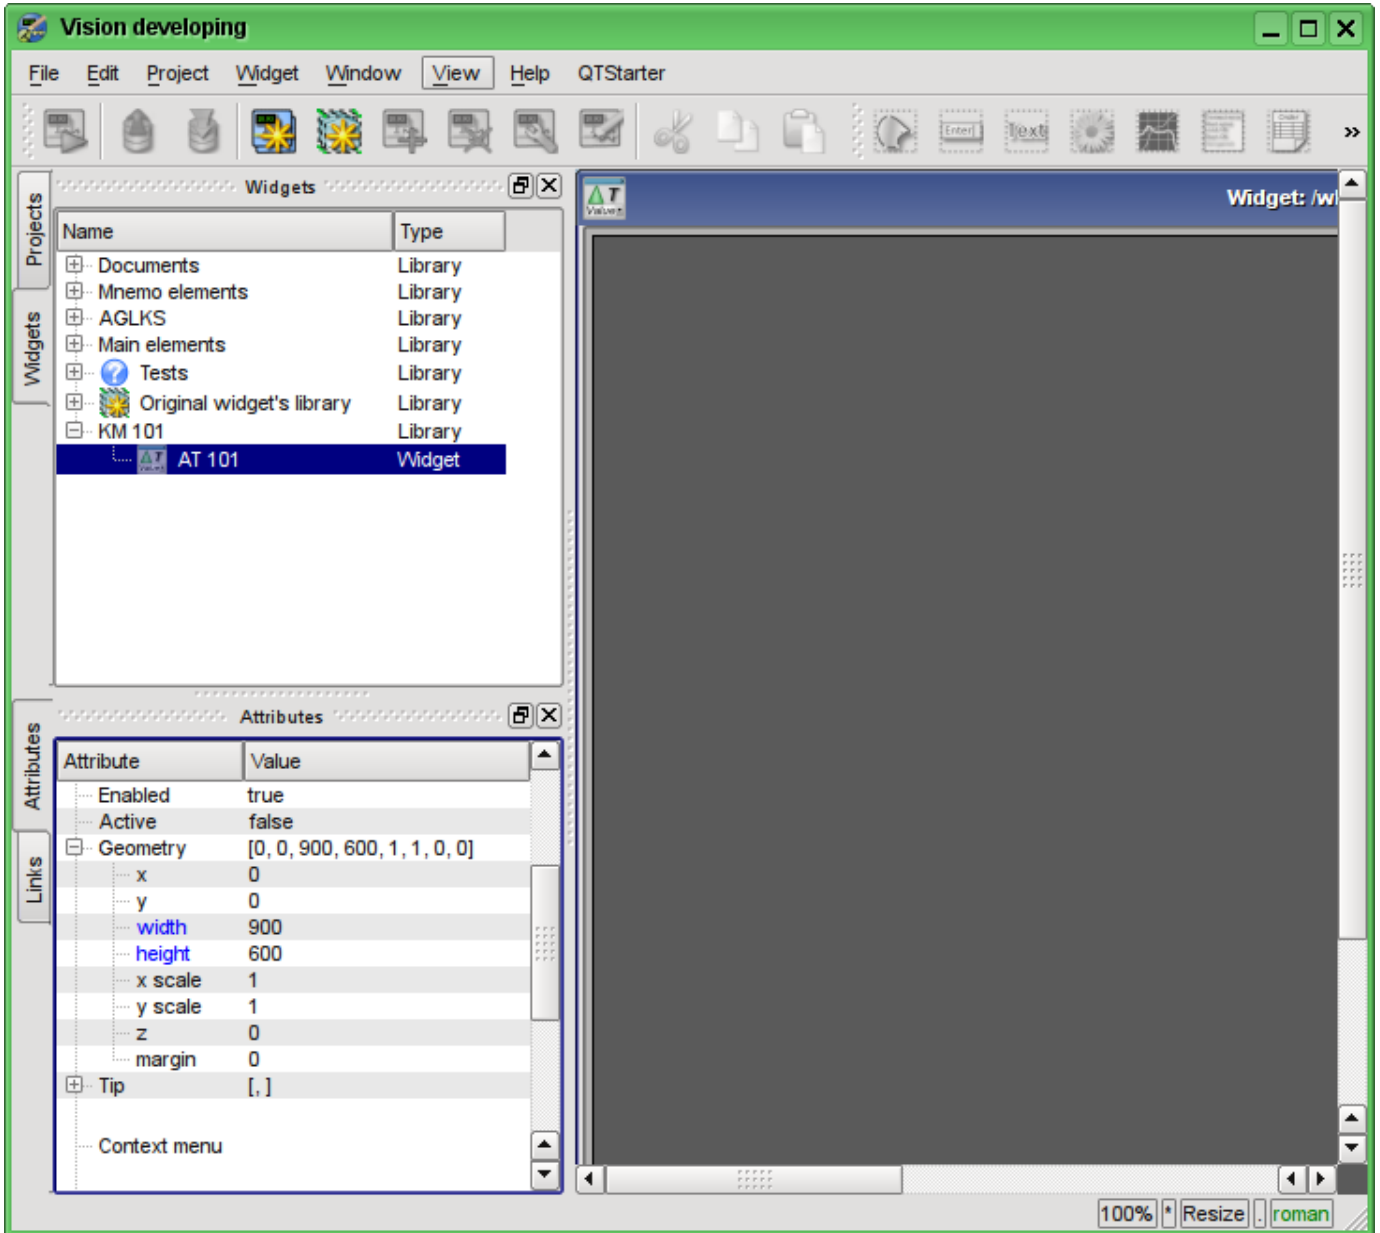 Vision developing
File Edit Project Widget Window View Help QTStarter
Enter Text
Projects
Widgets
Widgets
Name Type
Documents Library
Mnemo elements Library
AGLKS Library
Main elements Library
Tests Library
Original widget's library Library
KM 101 Library
AT 101 Widget
Widget: /wl
Attributes
Links
Attributes
Attribute Value
Enabled true
Active false
Geometry [0, 0, 900, 600, 1, 1, 0, 0]
x 0
y 0
width 900
height 600
x scale 1
y scale 1
z 0
margin 0
Tip [, ]
Context menu
100% * Resize . roman